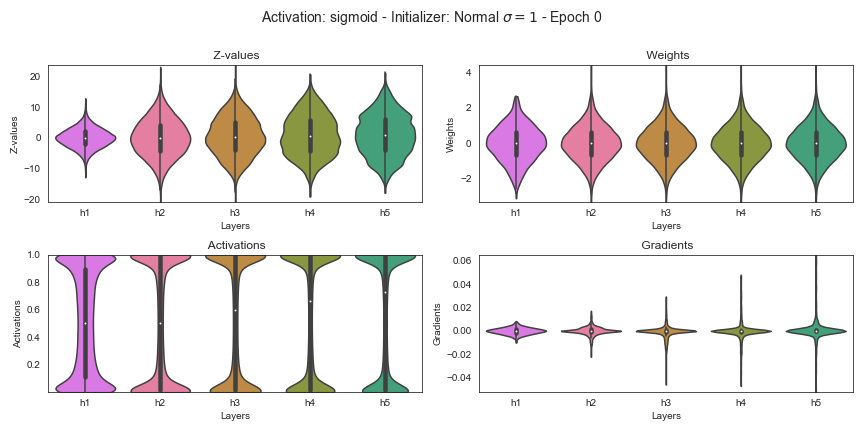 Activation: sigmoid - Initializer: Normal σ = 1 - Epoch 0
Z-values
Z-values
20
10
0
−10
−20
h1 h2 h3 h4 h5
Layers
Weights
Weights
4
2
0
−2
h1 h2 h3 h4 h5
Layers
Activations
Activations
1.0
0.8
0.6
0.4
0.2
h1 h2 h3 h4 h5
Layers
Gradients
Gradients
0.06
0.04
0.02
0.00
−0.02
−0.04
h1 h2 h3 h4 h5
Layers